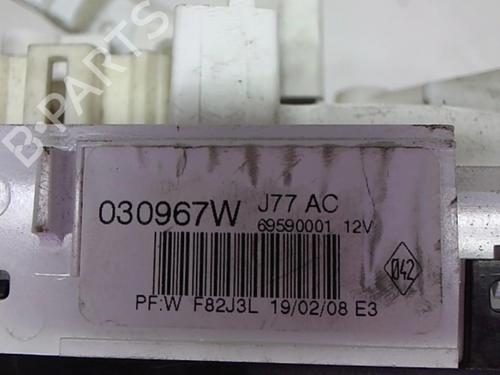 B-PARTS
030967W
J77 AC
69590001 12V
042
PF:W F82J3L 19/02/08 E3